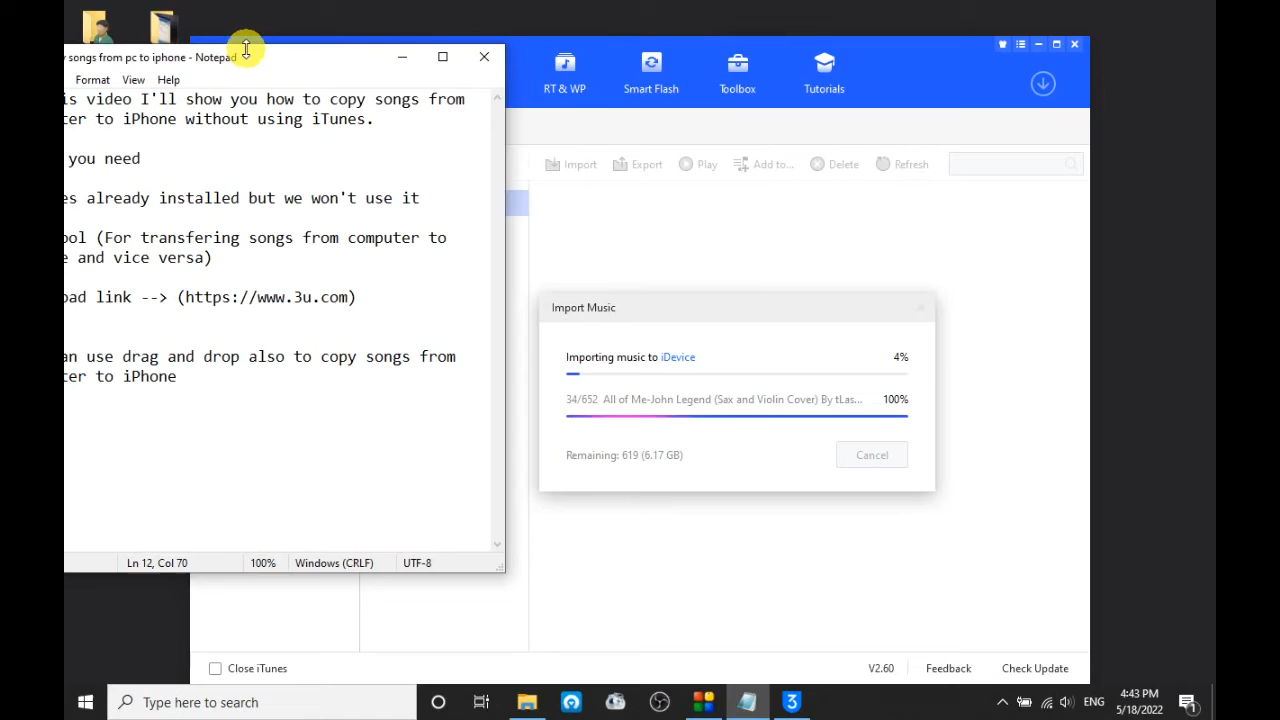 y songs from pc to iphone - Notepad
Format View Help
is video I'll show you how to copy songs from
ter to iPhone without using iTunes.
you need
es already installed but we won't use it
ool (For transfering songs from computer to
e and vice versa)
oad link --> (https://www.3u.com)
an use drag and drop also to copy songs from
ter to iPhone
Ln 12, Col 70 100% Windows (CRLF) UTF-8
RT & WP Smart Flash Toolbox Tutorials
Import Export Play Add to... Delete Refresh
Import Music
Importing music to iDevice 4%
34/652 All of Me-John Legend (Sax and Violin Cover) By tLas... 100%
Remaining: 619 (6.17 GB) Cancel
Close iTunes V2.60 Feedback Check Update
Type here to search
ENG
4:43 PM
5/18/2022